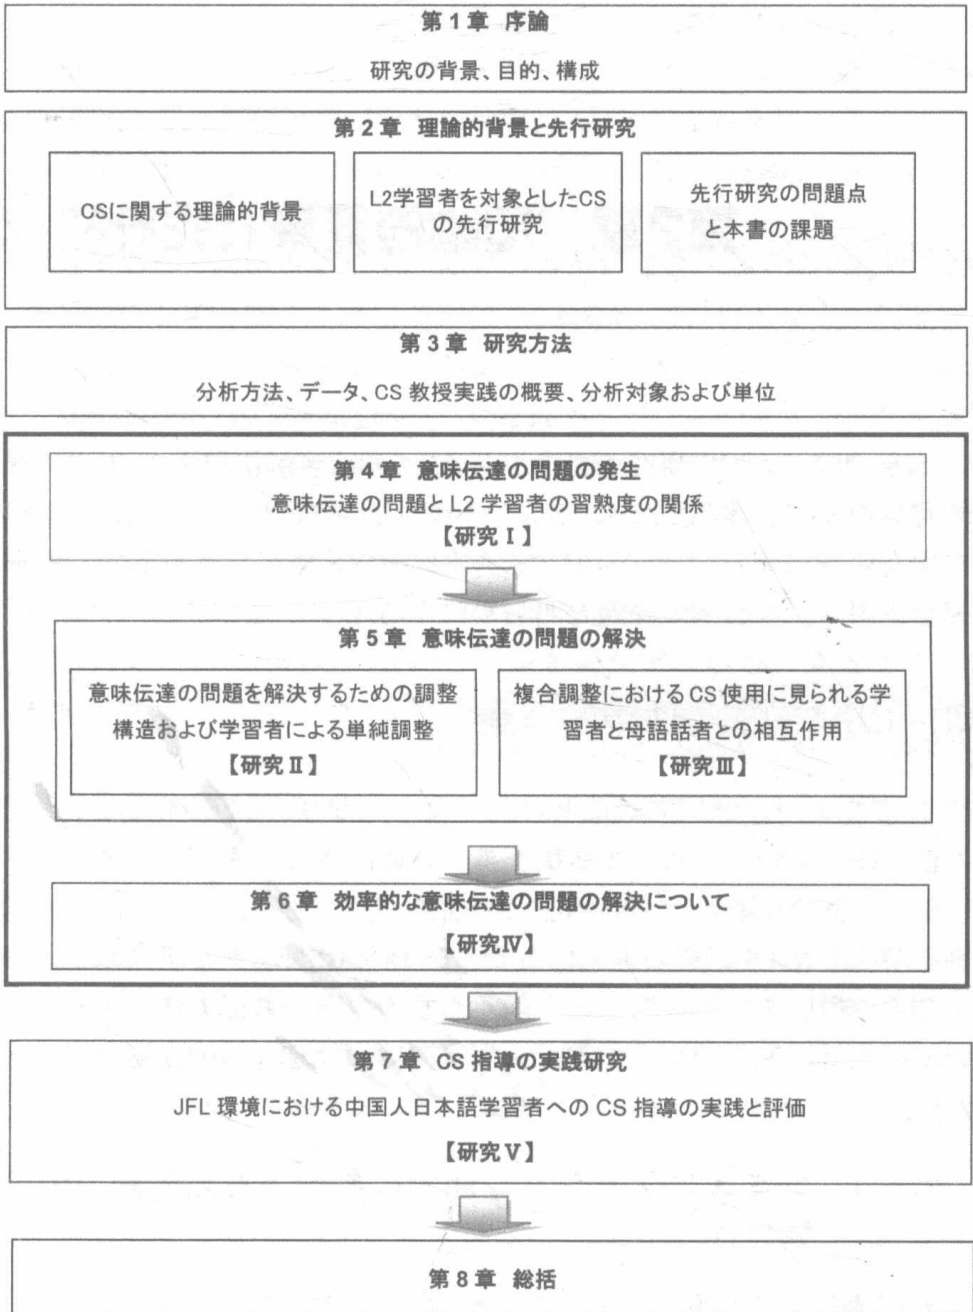 第1章 序論
研究の背景、目的、構成
第2章 理論的背景と先行研究
CSに関する理論的背景
L2学習者を対象としたCS
の先行研究
先行研究の問題点
と本書の課題
第3章 研究方法
分析方法、データ、CS 教授実践の概要、分析対象および単位
第4章 意味伝達の問題の発生
意味伝達の問題とL2学習者の習熟度の関係
【研究Ⅰ】
第5章 意味伝達の問題の解決
意味伝達の問題を解決するための調整
構造および学習者による単純調整
【研究Ⅱ】
複合調整におけるCS使用に見られる学
習者と母語話者との相互作用
【研究Ⅲ】
第6章 効率的な意味伝達の問題の解決について
【研究Ⅳ】
第7章 CS指導の実践研究
JFL 環境における中国人日本語学習者への CS 指導の実践と評価
【研究Ⅴ】
第8章 総括